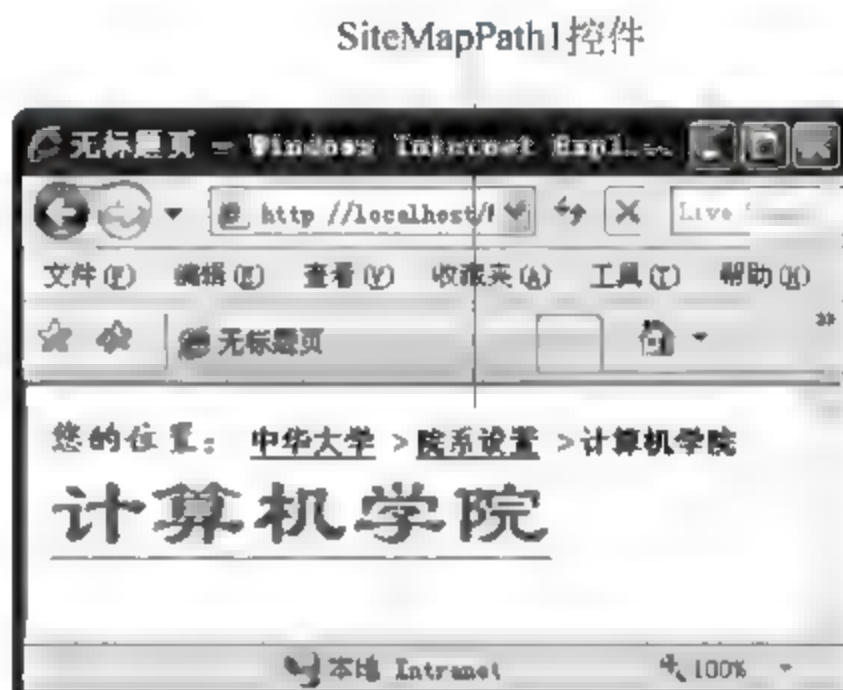 SiteMapPath1控件
无标题页 - Windows Internet Expl...
http //localhost/ Live
文件(F) 编辑(E) 查看(V) 收藏夹(A) 工具(T) 帮助(H)
无标题页 »
您的位置： 中华大学 > 院系设置 > 计算机学院
计算机学院
本地 Intranet 100%